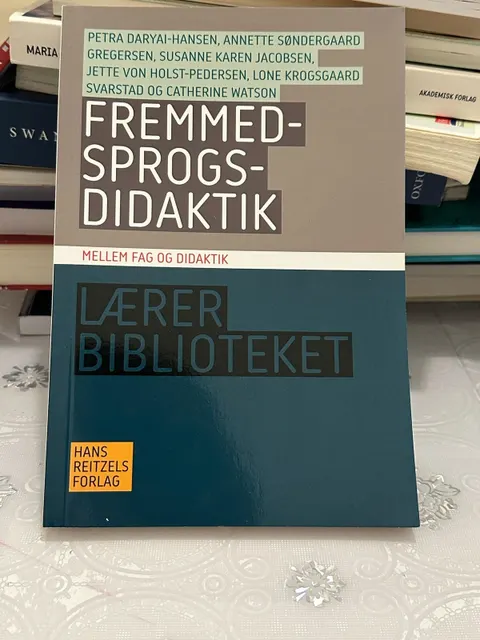 PETRA DARYAI-HANSEN, ANNETTE SØNDERGAARD
GREGERSEN, SUSANNE KAREN JACOBSEN,
JETTE VON HOLST-PEDERSEN, LONE KROGSGAARD
SVARSTAD OG CATHERINE WATSON
FREMMED-
SPROGS-
DIDAKTIK
MELLEM FAG OG DIDAKTIK
LÆRER
BIBLIOTEKET
HANS
REITZELS
FORLAG
MARIA
SWAN
AKADEMISK FORLAG